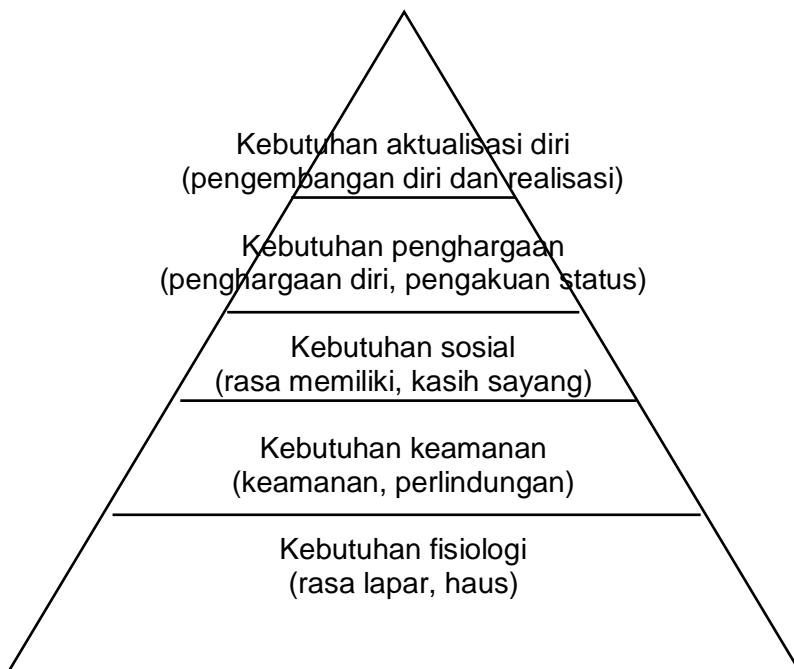 Kebutuhan aktualisasi diri
(pengembangan diri dan realisasi)
Kebutuhan penghargaan
(penghargaan diri, pengakuan status)
Kebutuhan sosial
(rasa memiliki, kasih sayang)
Kebutuhan keamanan
(keamanan, perlindungan)
Kebutuhan fisiologi
(rasa lapar, haus)